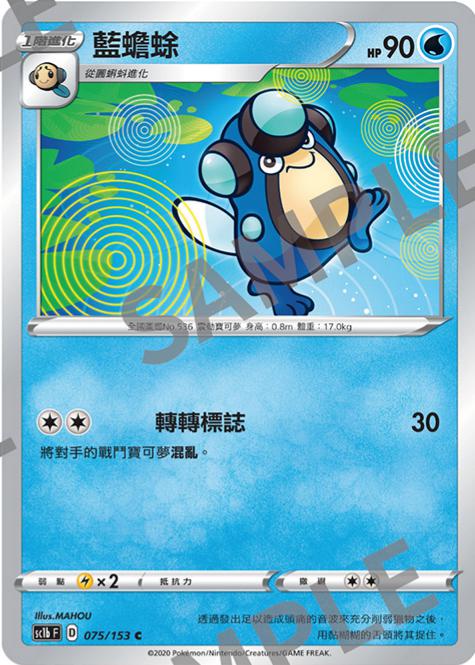 1階進化
藍蟾蜍
HP 90
從圓蝌蚪進化
全國圖鑑No.536 震動寶可夢 身高：0.8m 體重：17.0kg
轉轉標誌 30
將對手的戰鬥寶可夢混亂。
弱點 ×2 抵抗力 撤退
Illus. MAHOU
sc1b F D 075/153 C
透過發出足以造成頭痛的音波來充分削弱獵物之後，
用黏糊糊的舌頭將其捉住。
©2020 Pokémon/Nintendo/Creatures/GAME FREAK.
SAMPLE
SAMPLE